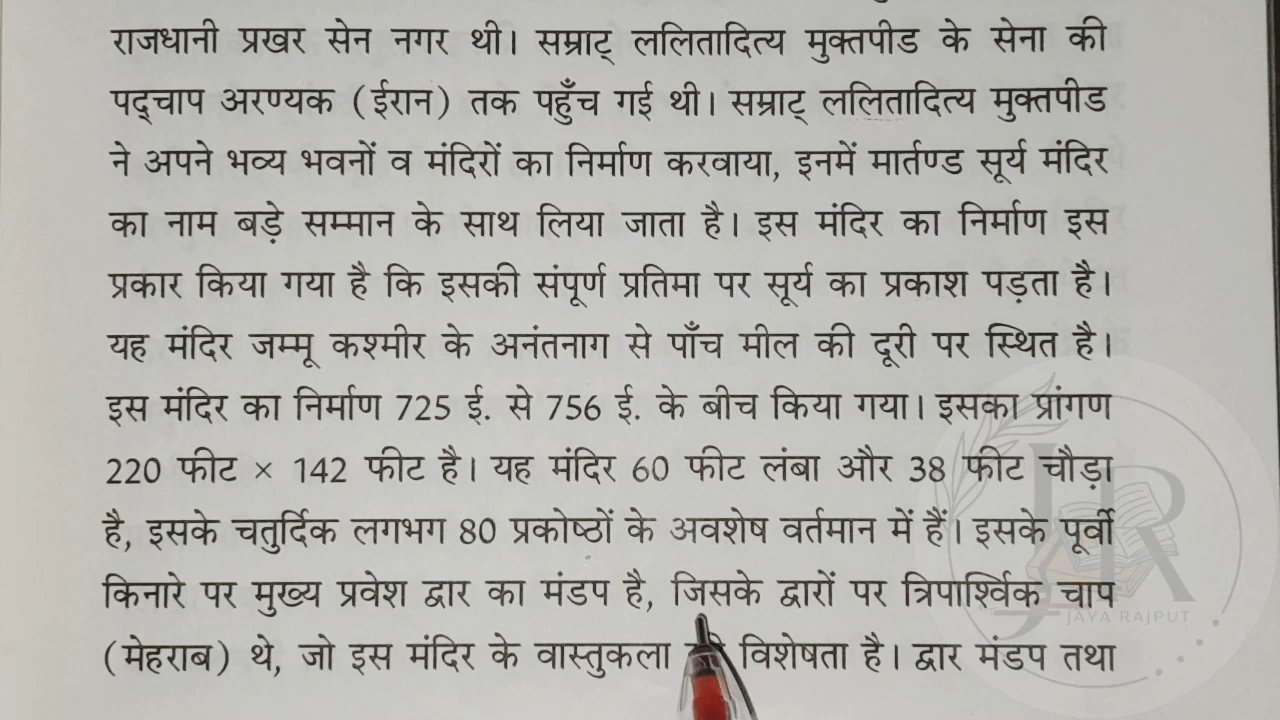 राजधानी प्रखर सेन नगर थी। सम्राट् ललितादित्य मुक्तपीड के सेना की
पद्चाप अरण्यक (ईरान) तक पहुँच गई थी। सम्राट् ललितादित्य मुक्तपीड
ने अपने भव्य भवनों व मंदिरों का निर्माण करवाया, इनमें मार्तण्ड सूर्य मंदिर
का नाम बड़े सम्मान के साथ लिया जाता है। इस मंदिर का निर्माण इस
प्रकार किया गया है कि इसकी संपूर्ण प्रतिमा पर सूर्य का प्रकाश पड़ता है।
यह मंदिर जम्मू कश्मीर के अनंतनाग से पाँच मील की दूरी पर स्थित है।
इस मंदिर का निर्माण 725 ई. से 756 ई. के बीच किया गया। इसका प्रांगण
220 फीट × 142 फीट है। यह मंदिर 60 फीट लंबा और 38 फीट चौड़ा
है, इसके चतुर्दिक लगभग 80 प्रकोष्ठों के अवशेष वर्तमान में हैं। इसके पूर्वी
किनारे पर मुख्य प्रवेश द्वार का मंडप है, जिसके द्वारों पर त्रिपार्श्विक चाप
(मेहराब) थे, जो इस मंदिर के वास्तुकला विशेषता है। द्वार मंडप तथा
JR
JAYA RAJPUT